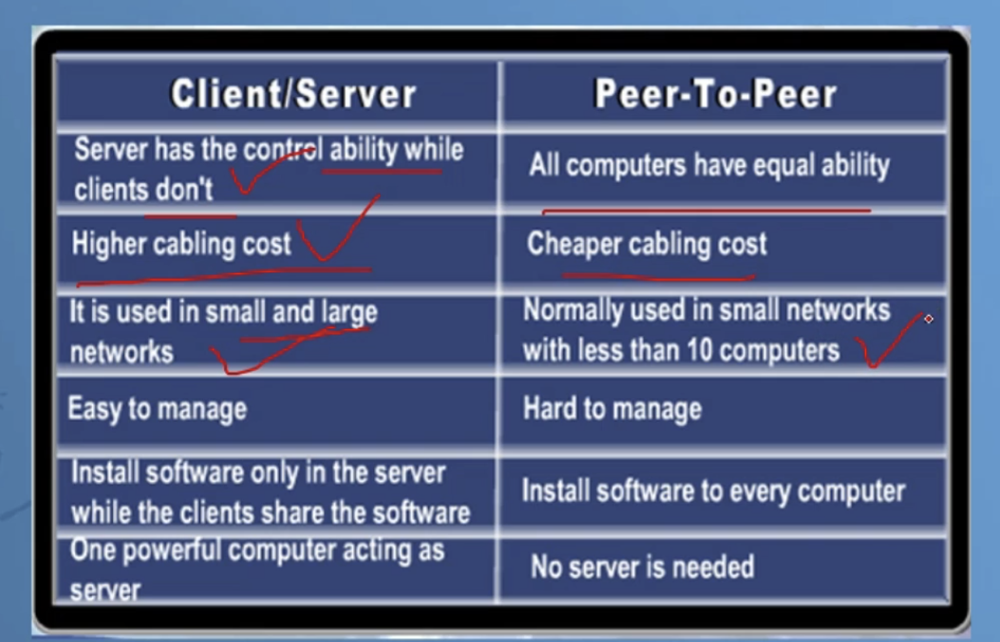 Client/Server
Peer-To-Peer
Server has the control ability while
clients don't
All computers have equal ability
Higher cabling cost
Cheaper cabling cost
It is used in small and large
networks
Normally used in small networks
with less than 10 computers
Easy to manage
Hard to manage
Install software only in the server
while the clients share the software
Install software to every computer
One powerful computer acting as
server
No server is needed